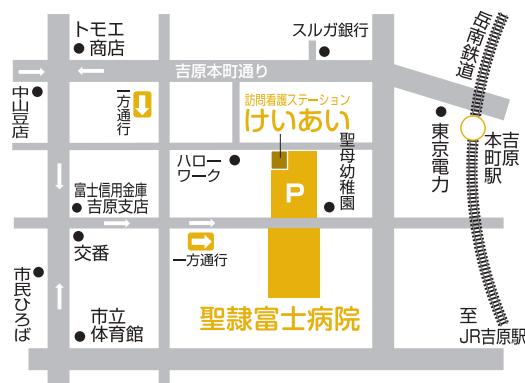 トモエ
商店
スルガ銀行
岳南鉄道
吉原本町通り
中山豆店
一方通行
訪問看護ステーション
けいあい
聖母幼稚園
東京電力
吉原
本町駅
ハロー
ワーク
P
富士信用金庫
吉原支店
交番
一方通行
市民ひろば
市立
体育館
聖隷富士病院
至
JR吉原駅